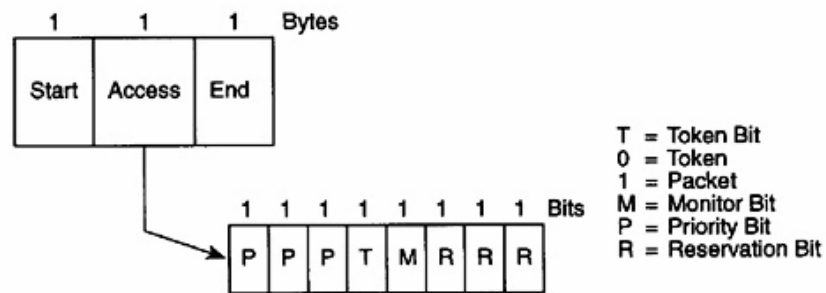 1 1 1 Bytes
Start Access End
T = Token Bit
0 = Token
1 = Packet
M = Monitor Bit
P = Priority Bit
R = Reservation Bit
1 1 1 1 1 1 1 1 Bits
P P P T M R R R